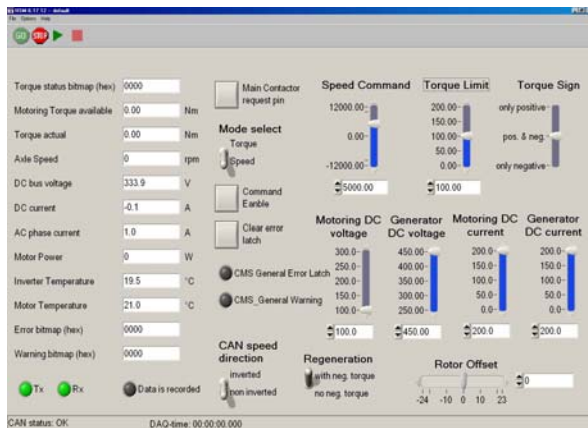 HSM 6.17.12 - default
File Options Help
GO STOP
Torque status bitmap (hex) 0000
Motoring Torque available 0.00 Nm
Torque actual 0.00 Nm
Axle Speed 0 rpm
DC bus voltage 333.9 V
DC current -0.1 A
AC phase current 1.0 A
Motor Power 0 W
Inverter Temperature 19.5 °C
Motor Temperature 21.0 °C
Error bitmap (hex) 0000
Warning bitmap (hex) 0000
Tx Rx Data is recorded
Main Contactor
request pin
Mode select
Torque
Speed
Command
Eanble
Clear error
latch
CMS General Error Latch
CMS_General Warning
CAN speed
direction
inverted
non inverted
Speed Command
12000.00
0.00
-12000.00
5000.00
Torque Limit
200.00
150.00
100.00
50.00
0.00
100.00
Torque Sign
only positive
pos. & neg.
only negative
Motoring DC
voltage
300.0
250.0
200.0
150.0
100.0
100.0
Generator
DC voltage
450.00
400.00
350.00
300.00
250.00
450.00
Motoring DC
current
200.0
150.0
100.0
50.0
0.0
200.0
Generator
DC current
200.0
150.0
100.0
50.0
0.0
200.0
Regeneration
with neg. torque
no neg. torque
Rotor Offset
-24 -10 0 10 23
0
CAN status: OK DAQ-time: 00:00:00.000